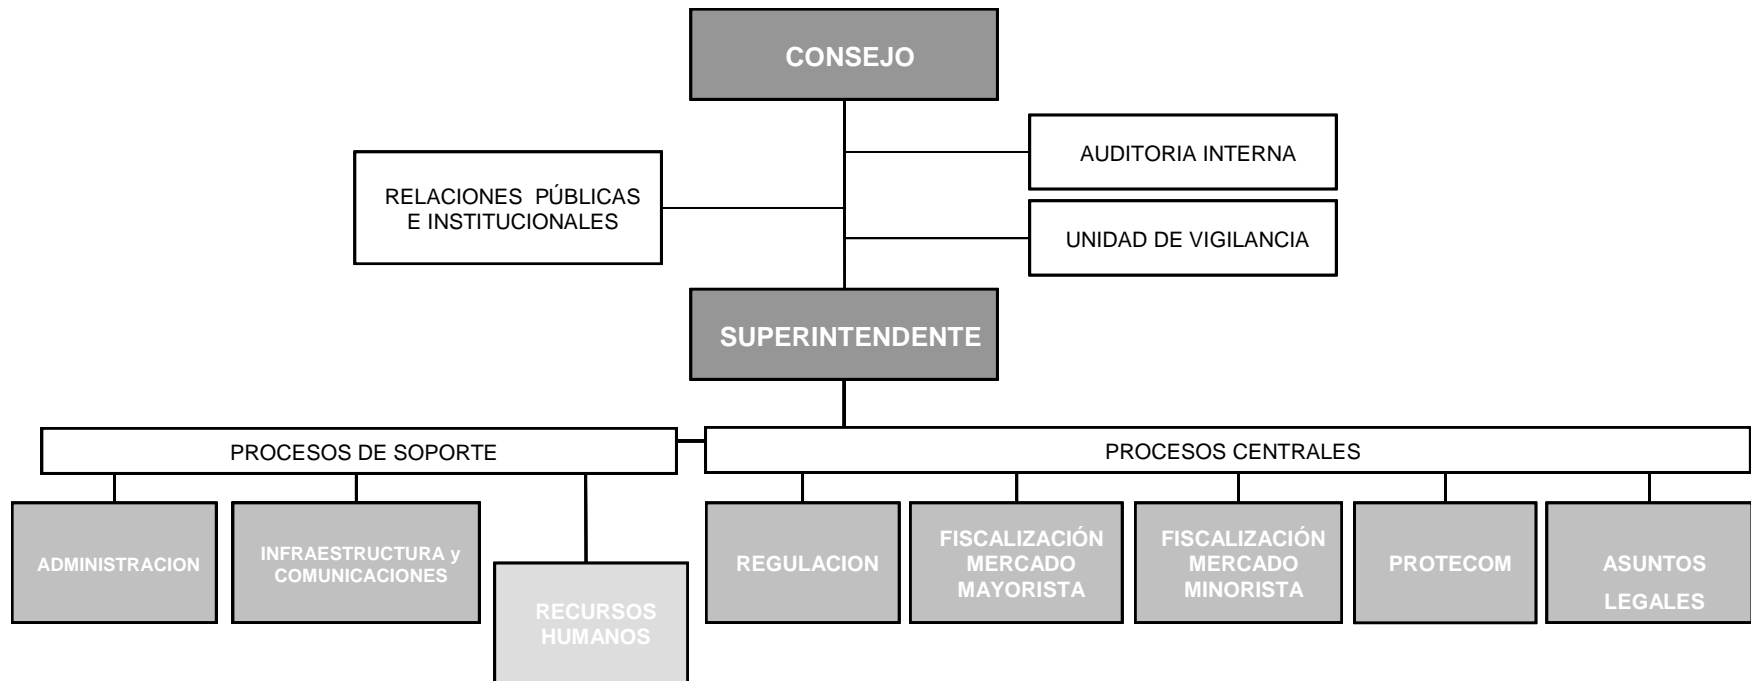 CONSEJO
AUDITORIA INTERNA
RELACIONES PÚBLICAS
E INSTITUCIONALES
UNIDAD DE VIGILANCIA
SUPERINTENDENTE
PROCESOS DE SOPORTE
PROCESOS CENTRALES
ADMINISTRACION
INFRAESTRUCTURA y
COMUNICACIONES
RECURSOS
HUMANOS
REGULACION
FISCALIZACIÓN
MERCADO
MAYORISTA
FISCALIZACIÓN
MERCADO
MINORISTA
PROTECOM
ASUNTOS
LEGALES